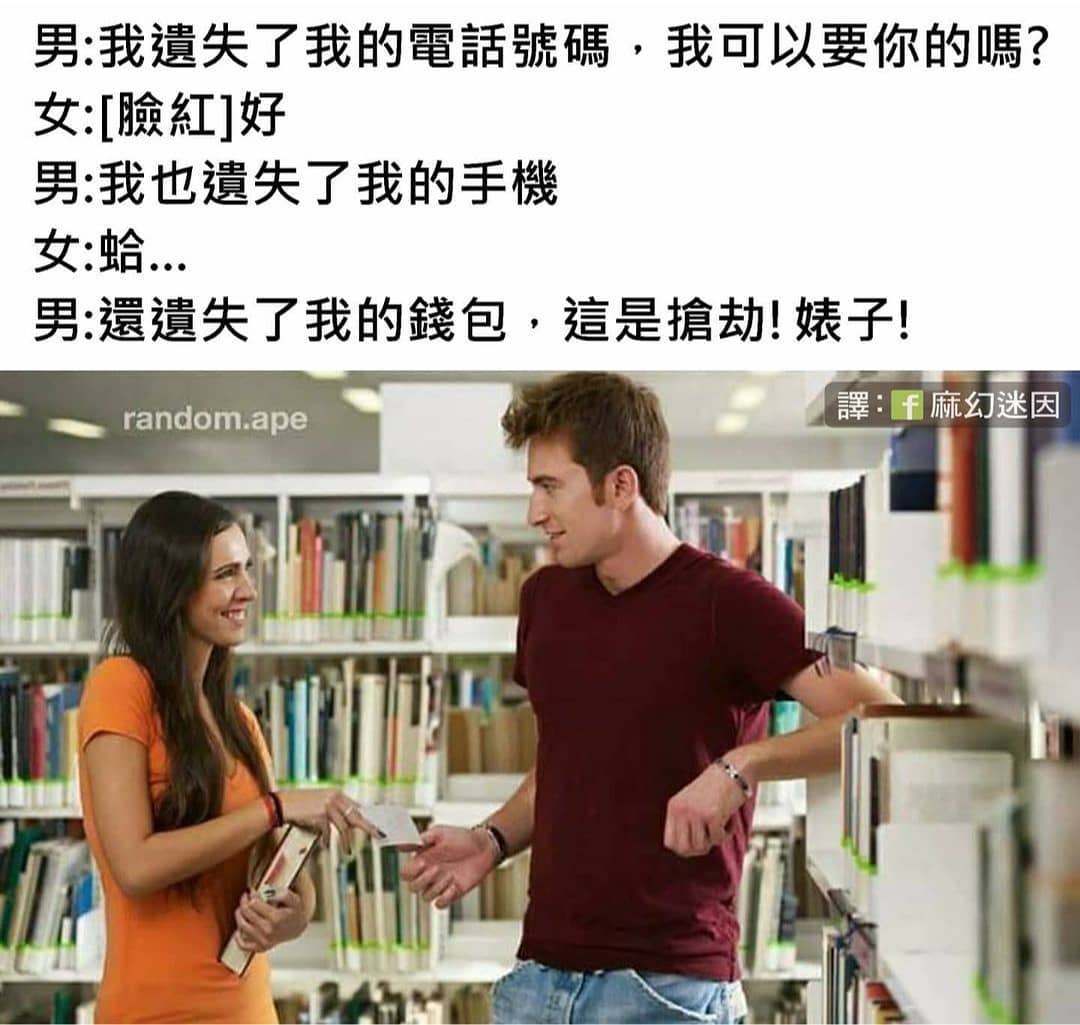 男:我遺失了我的電話號碼，我可以要你的嗎?
女:[臉紅]好
男:我也遺失了我的手機
女:蛤...
男:還遺失了我的錢包，這是搶劫! 婊子!
random.ape
譯：f 麻幻迷因